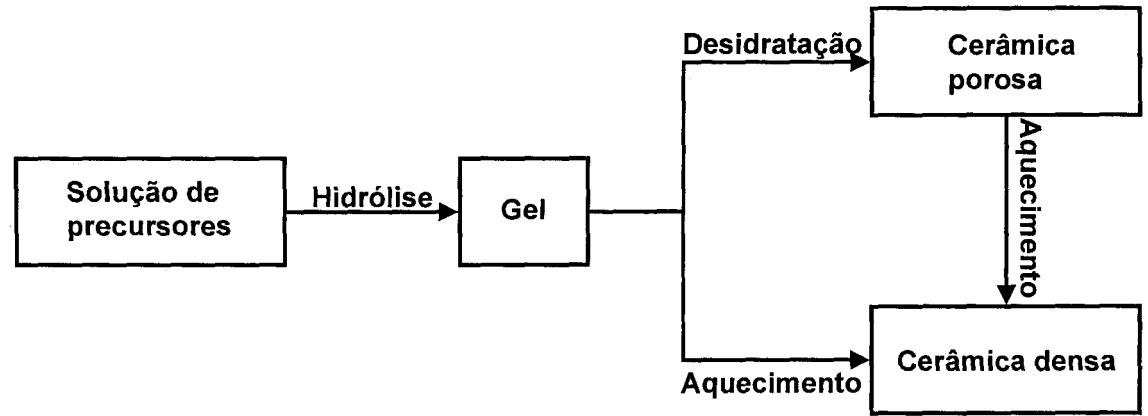 Solução de
precursores
Hidrólise
Gel
Desidratação
Cerâmica
porosa
Aquecimento
Aquecimento
Cerâmica densa